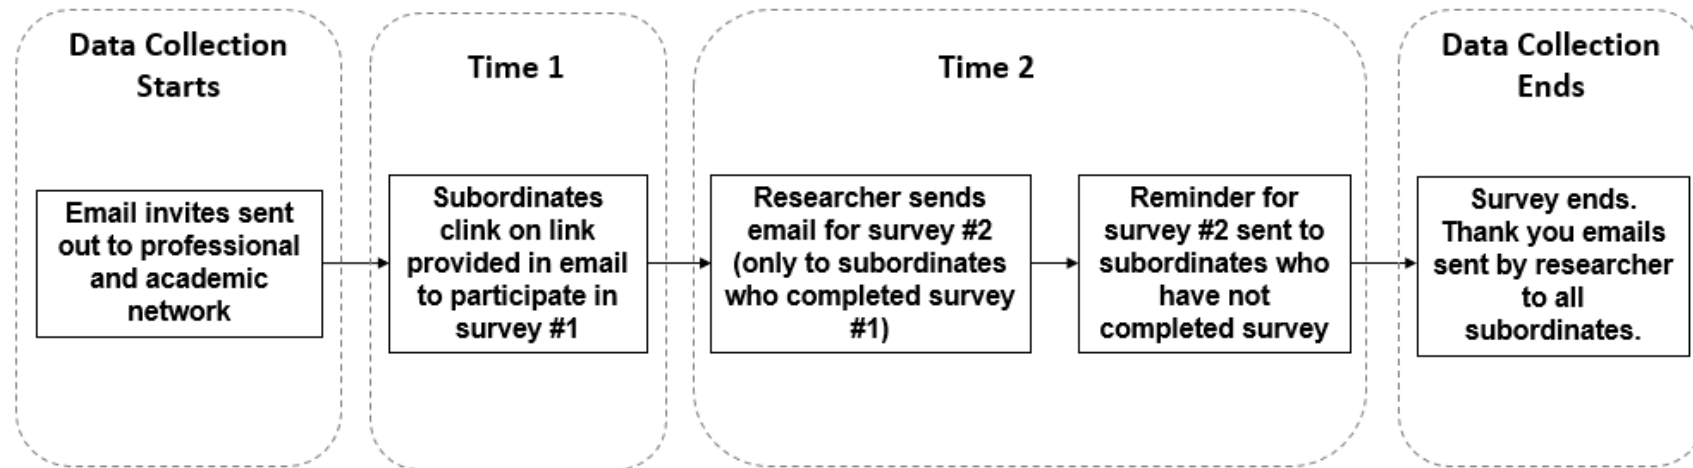 Data Collection
Starts
Time 1
Time 2
Data Collection
Ends
Email invites sent
out to professional
and academic
network
Subordinates
clink on link
provided in email
to participate in
survey #1
Researcher sends
email for survey #2
(only to subordinates
who completed survey
#1)
Reminder for
survey #2 sent to
subordinates who
have not
completed survey
Survey ends.
Thank you emails
sent by researcher
to all
subordinates.